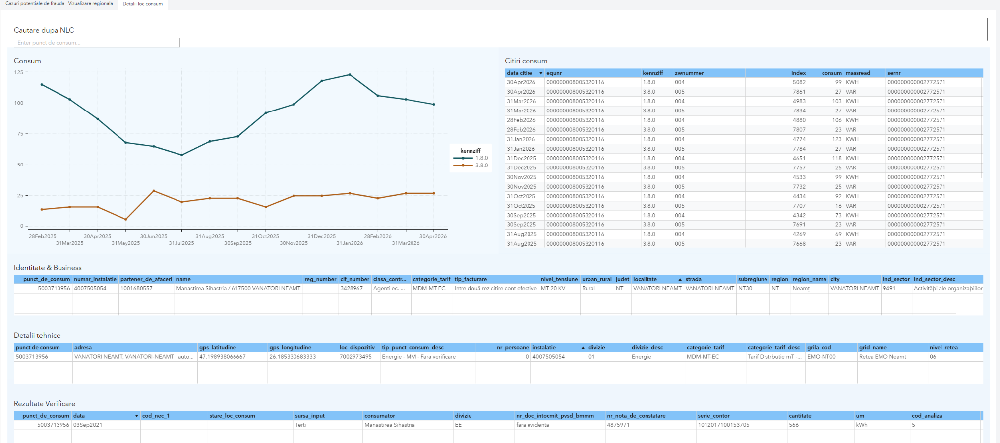 Cazuri potentiale de frauda - Vizualizare regionala Detalii loc consum
Cautare dupa NLC
Enter punct de consum...
Consum
125
100
75
50
25
0
28Feb2025 30Apr2025 30Jun2025 31Aug2025 31Oct2025 31Dec2025 28Feb2026 30Apr2026
31Mar2025 31May2025 31Jul2025 30Sep2025 30Nov2025 31Jan2026 31Mar2026
kennziff
1.8.0
3.8.0
Citiri consum
data citire equnr kennziff zwnummer index consum massread sernr
30Apr2026 000000008005320116 1.8.0 004 5082 99 KWH 000000000002772571
30Apr2026 000000008005320116 3.8.0 005 7861 27 VAR 000000000002772571
31Mar2026 000000008005320116 1.8.0 004 4983 103 KWH 000000000002772571
31Mar2026 000000008005320116 3.8.0 005 7834 27 VAR 000000000002772571
28Feb2026 000000008005320116 1.8.0 004 4880 106 KWH 000000000002772571
28Feb2026 000000008005320116 3.8.0 005 7807 23 VAR 000000000002772571
31Jan2026 000000008005320116 1.8.0 004 4774 123 KWH 000000000002772571
31Jan2026 000000008005320116 3.8.0 005 7784 27 VAR 000000000002772571
31Dec2025 000000008005320116 1.8.0 004 4651 118 KWH 000000000002772571
31Dec2025 000000008005320116 3.8.0 005 7757 25 VAR 000000000002772571
30Nov2025 000000008005320116 1.8.0 004 4533 99 KWH 000000000002772571
30Nov2025 000000008005320116 3.8.0 005 7732 25 VAR 000000000002772571
31Oct2025 000000008005320116 1.8.0 004 4434 92 KWH 000000000002772571
31Oct2025 000000008005320116 3.8.0 005 7707 16 VAR 000000000002772571
30Sep2025 000000008005320116 1.8.0 004 4342 73 KWH 000000000002772571
30Sep2025 000000008005320116 3.8.0 005 7691 23 VAR 000000000002772571
31Aug2025 000000008005320116 1.8.0 004 4269 69 KWH 000000000002772571
31Aug2025 000000008005320116 3.8.0 005 7668 23 VAR 000000000002772571
Identitate & Business
punct_de_consum numar_instalatie partener_de_afaceri name reg_number cif_number clasa_contr... categorie_tarif tip_facturare nivel_tensiune urban_rural judet localitate strada subregiune region region_name city ind_sector ind_sector_desc
5003713956 4007505054 1001680557 Manastirea Sihastria / 617500 VANATORI NEAMT 3428967 Agenti ec. ... MDM-MT-EC Intre două rez citire cont efective MT 20 KV Rural NT VANATORI NEAMT VANATORI-NEAMT NT30 NT Neamț VANATORI NEAMT 9491 Activităþi ale organizaþiilor
Detalii tehnice
punct de consum adresa gps_latitudine gps_longitudine loc_dispozitiv tip_punct_consum_desc nr_persoane instalatie divizie divizie_desc categorie_tarif categorie_tarif_desc grila_cod grid_name nivel_retea
5003713956 VANATORI NEAMT, VANATORI-NEAMT auto... 47.198938066667 26.185330683333 7002973495 Energie - MM - Fara verificare 0 4007505054 01 Energie MDM-MT-EC Tarif Distrbutie mT -... EMO-NT00 Retea EMO Neamt 06
Rezultate Verificare
punct_de_consum data cod_nec_1 stare_loc_consum sursa_input consumator divizie nr_doc_intocmit_pvsd_bmmm nr_nota_de_constatare serie_contor cantitate um cod_analiza
5003713956 03Sep2021 Terti Manastirea Sihastria EE fara evidenta 4875971 1012017100153705 566 kWh 5